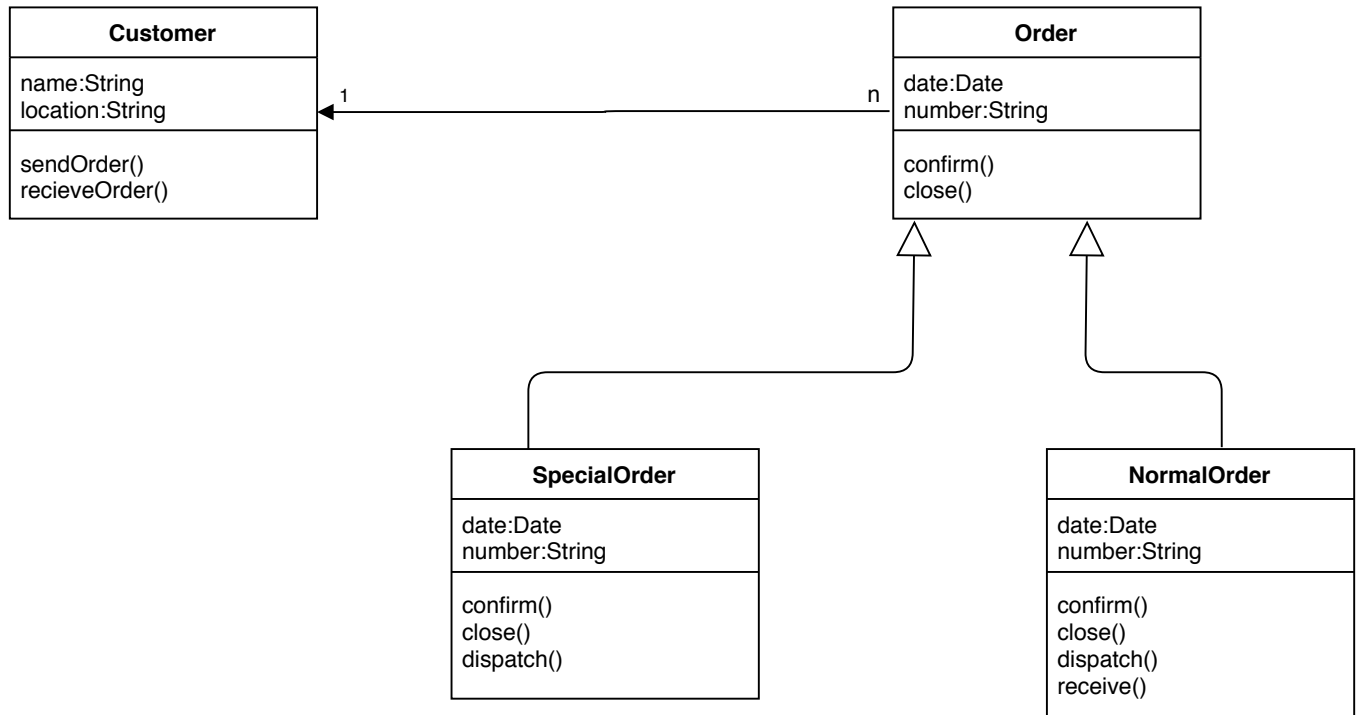 Customer
name:String
location:String
sendOrder()
recieveOrder()
1
n
Order
date:Date
number:String
confirm()
close()
SpecialOrder
date:Date
number:String
confirm()
close()
dispatch()
NormalOrder
date:Date
number:String
confirm()
close()
dispatch()
receive()